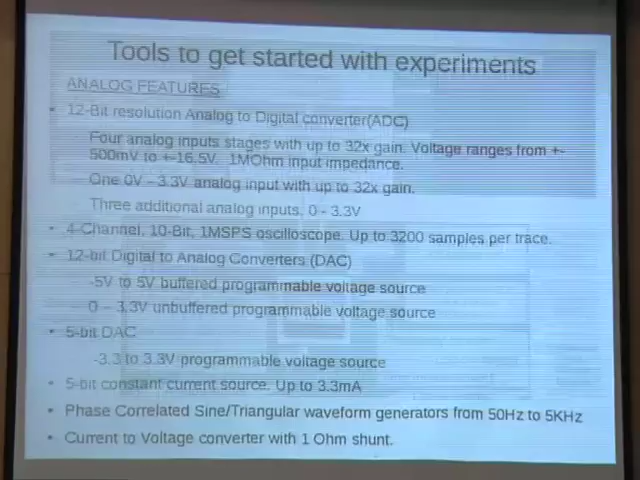 Tools to get started with experiments
ANALOG FEATURES
• 12-Bit resolution Analog to Digital converter(ADC)
Four analog inputs stages with up to 32x gain. Voltage ranges from +-
500mV to +-16.5V. 1MOhm input impedance.
One 0V – 3.3V analog input with up to 32x gain.
Three additional analog inputs. 0 - 3.3V
• 4-Channel, 10-Bit, 1MSPS oscilloscope. Up to 3200 samples per trace.
• 12-bit Digital to Analog Converters (DAC)
-5V to 5V buffered programmable voltage source
0 – 3.3V unbuffered programmable voltage source
• 5-bit DAC
-3.3 to 3.3V programmable voltage source
• 5-bit constant current source. Up to 3.3mA
• Phase Correlated Sine/Triangular waveform generators from 50Hz to 5KHz
• Current to Voltage converter with 1 Ohm shunt.